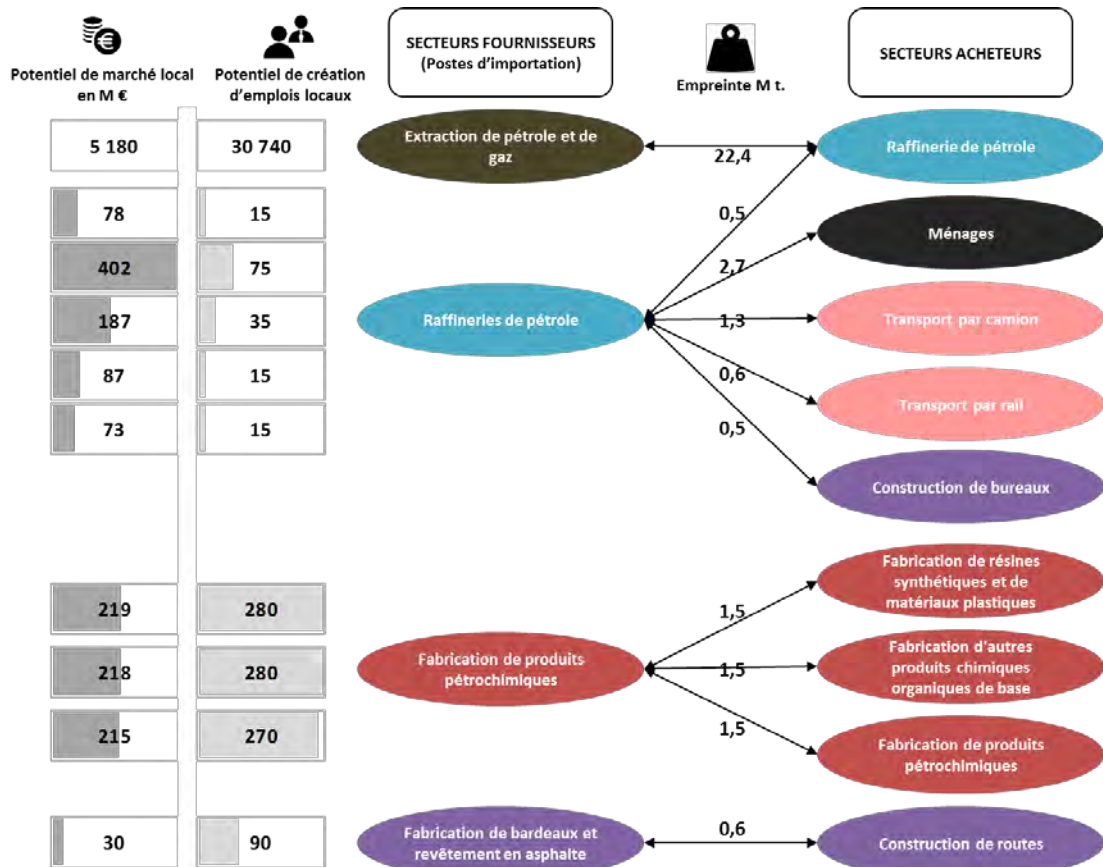 Potentiel de marché local
en M €
Potentiel de création
d'emplois locaux
SECTEURS FOURNISSEURS
(Postes d'importation)
Empreinte M t.
SECTEURS ACHETEURS
5 180
30 740
Extraction de pétrole et de
gaz
22,4
Raffinerie de pétrole
78
15
0,5
Ménages
402
75
2,7
187
35
Raffineries de pétrole
1,3
Transport par camion
87
15
0,6
Transport par rail
73
15
0,5
Construction de bureaux
219
280
1,5
Fabrication de résines
synthétiques et de
matériaux plastiques
218
280
Fabrication de produits
pétrochimiques
1,5
Fabrication d'autres
produits chimiques
organiques de base
215
270
1,5
Fabrication de produits
pétrochimiques
30
90
Fabrication de bardeaux et
revêtement en asphalte
0,6
Construction de routes